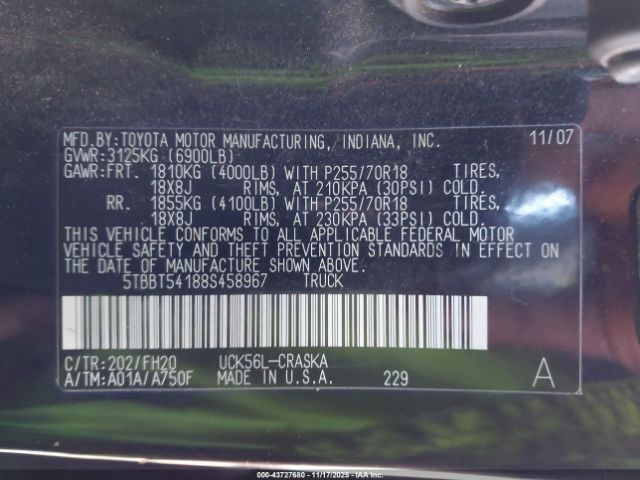 MFD.BY:TOYOTA MOTOR MANUFACTURING, INDIANA, INC. 11/07
GVWR:3125KG (6900LB)
GAWR:FRT. 1810KG (4000LB) WITH P255/70R18 TIRES,
18X8J RIMS, AT 210KPA (30PSI) COLD.
RR. 1855KG (4100LB) WITH P255/70R18 TIRES,
18X8J RIMS, AT 230KPA (33PSI) COLD.
THIS VEHICLE CONFORMS TO ALL APPLICABLE FEDERAL MOTOR
VEHICLE SAFETY AND THEFT PREVENTION STANDARDS IN EFFECT ON
THE DATE OF MANUFACTURE SHOWN ABOVE.
5TBBT54188S458967 TRUCK
C/TR:202/FH20 UCK56L-CRASKA
A/TM:A01A/A750F MADE IN U.S.A. 229 A
000-43727680 - 11/17/2025 - IAAI.com